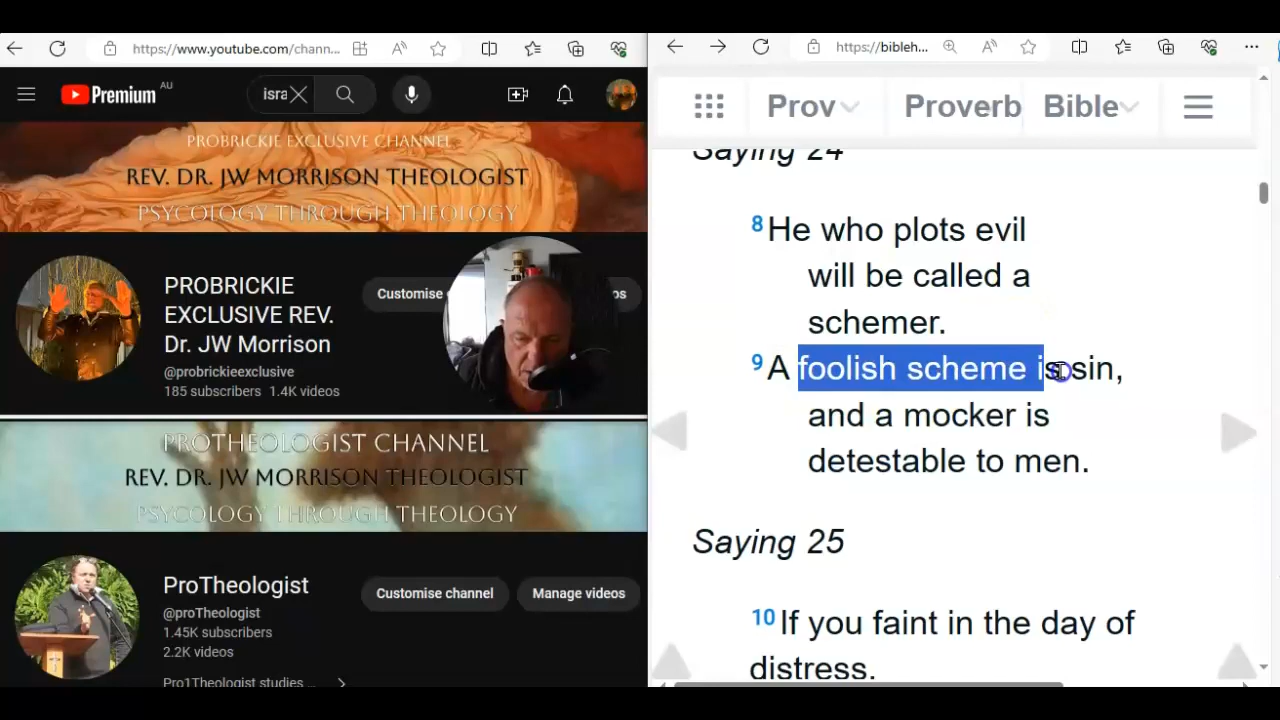 https://www.youtube.com/chann...
Premium AU
isra
PROBRICKIE EXCLUSIVE CHANNEL
REV. DR. JW MORRISON THEOLOGIST
PSYCOLOGY THROUGH THEOLOGY
PROBRICKIE
EXCLUSIVE REV.
Dr. JW Morrison
@probrickieexclusive
185 subscribers 1.4K videos
Customise
os
PROTHEOLOGIST CHANNEL
REV. DR. JW MORRISON THEOLOGIST
PSYCOLOGY THROUGH THEOLOGY
ProTheologist
@proTheologist
1.45K subscribers
2.2K videos
Pro1Theologist studies ...
Customise channel
Manage videos
https://bibleh...
Prov
Proverb
Bible
Saying 24
8 He who plots evil
will be called a
schemer.
9 A foolish scheme is sin,
and a mocker is
detestable to men.
Saying 25
10 If you faint in the day of
distress.